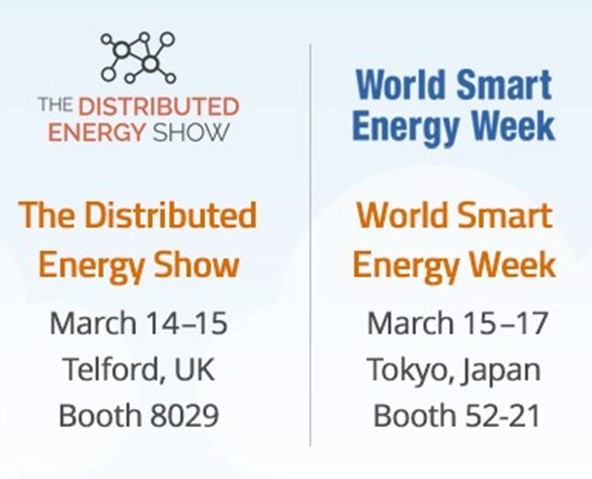 THE DISTRIBUTED
ENERGY SHOW
The Distributed
Energy Show
March 14–15
Telford, UK
Booth 8029
World Smart
Energy Week
World Smart
Energy Week
March 15–17
Tokyo, Japan
Booth 52-21